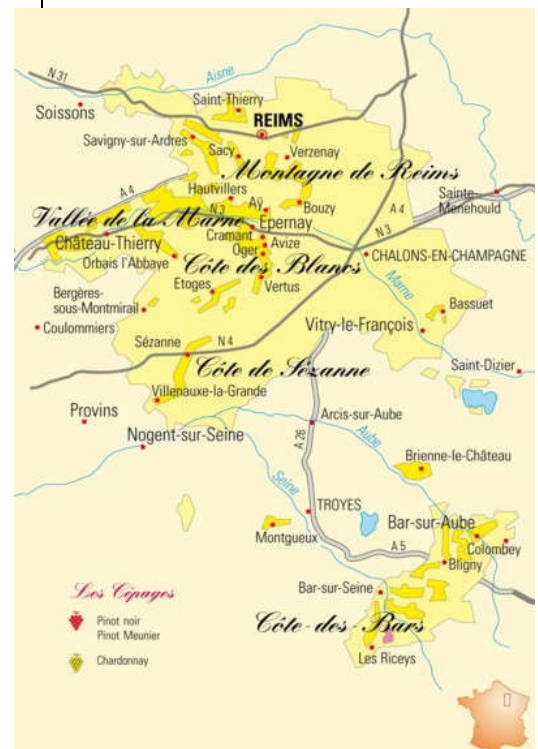 N 31
Aisne
Soissons
Saint-Thierry
REIMS
Savigny-sur-Ardres
Sacy
Verzenay
Montagne de Reims
Hautvillers
A 4
Aÿ
Bouzy
A 4
Sainte-
Menehould
Vallée de la Marne
N 3
Epernay
N 3
Château-Thierry
Cramant
Avize
Oger
CHALONS-EN-CHAMPAGNE
Orbais l'Abbaye
Côte des Blancs
Marne
Etoges
Vertus
Bergères-
sous-Montmirail
Bassuet
Coulommiers
Vitry-le-François
Sézanne
N 4
Saint-Dizier
Côte de Sézanne
Villenauxe-la-Grande
Provins
Arcis-sur-Aube
Nogent-sur-Seine
A 26
Aube
Brienne-le-Château
Seine
TROYES
Bar-sur-Aube
Montgueux
A 5
Colombey
Bligny
Les Cépages
Bar-sur-Seine
Pinot noir
Pinot Meunier
Côte-des-Bars
Chardonnay
Les Riceys